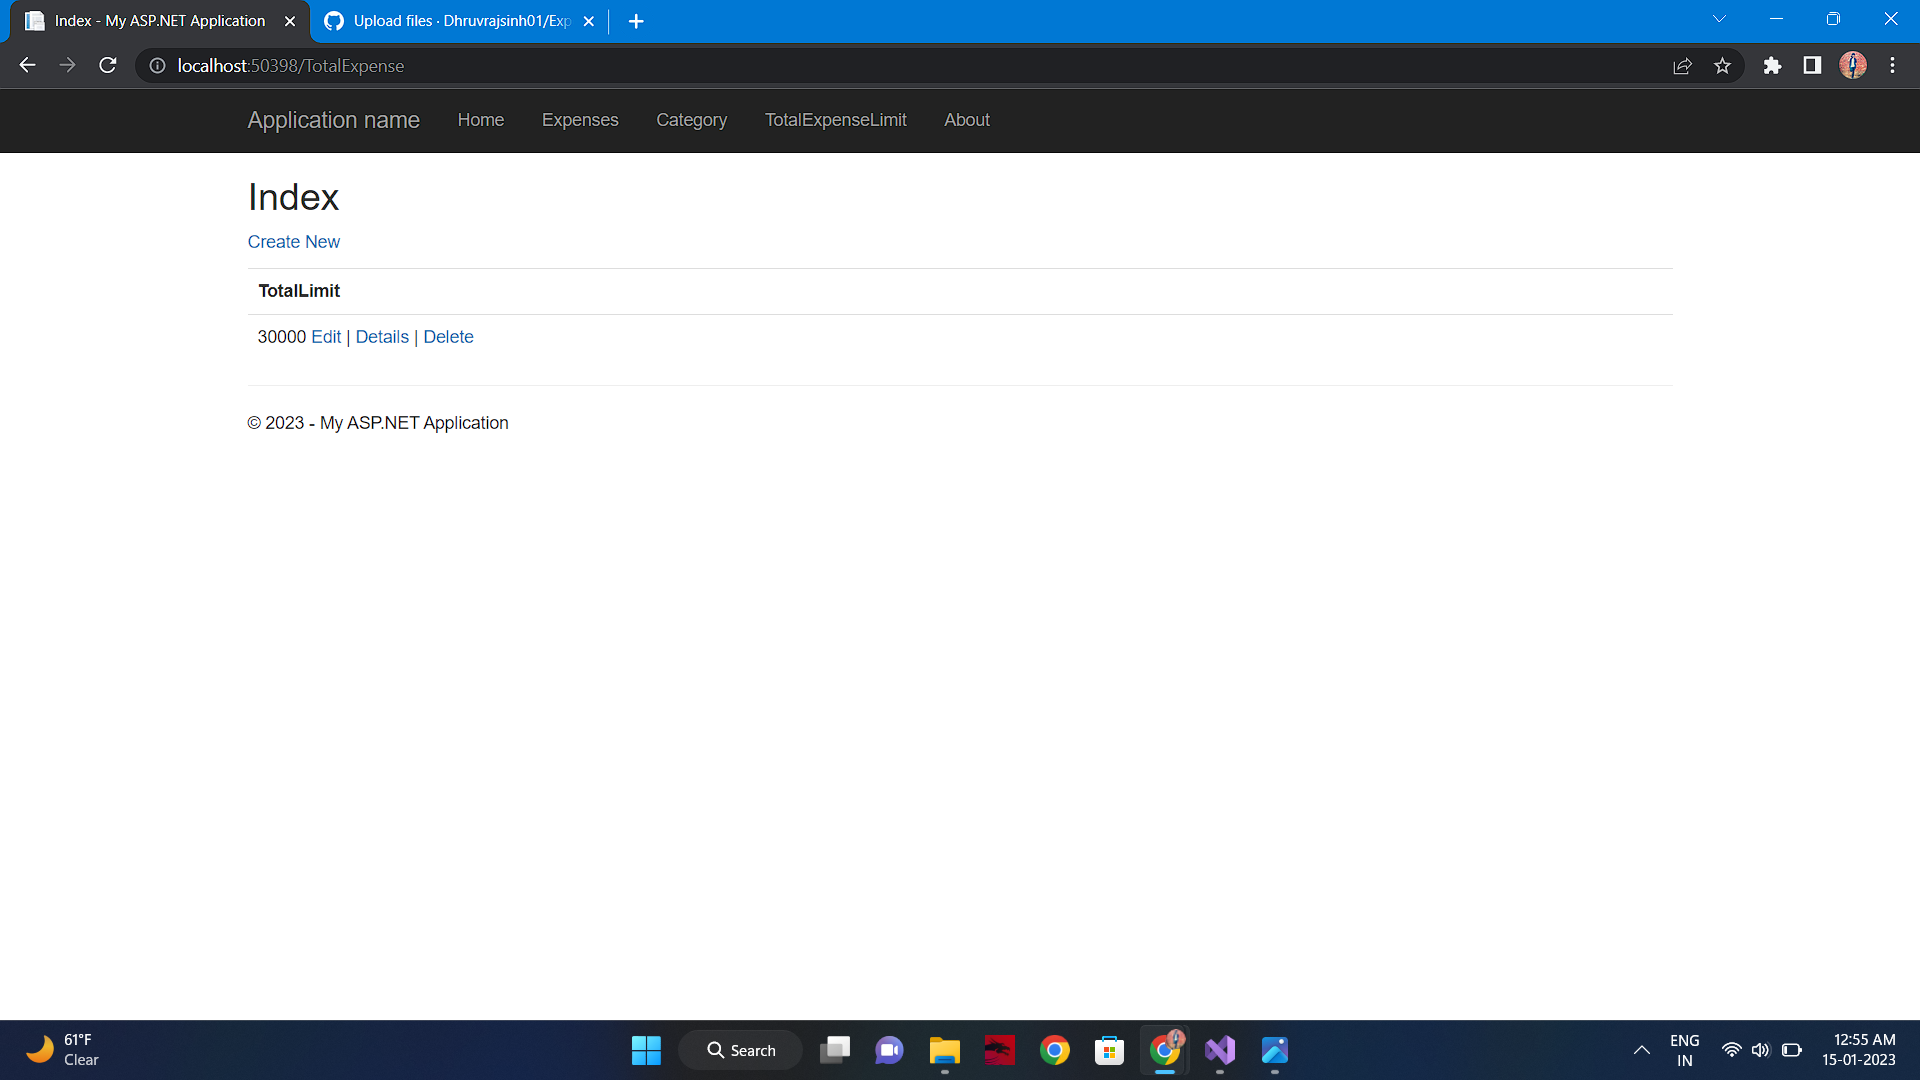 Index - My ASP.NET Application
Upload files · Dhruvrajsinh01/Exp
localhost:50398/TotalExpense
Application name Home Expenses Category TotalExpenseLimit About
Index
Create New
TotalLimit
30000 Edit | Details | Delete
© 2023 - My ASP.NET Application
61°F
Clear
Search
ENG
IN
12:55 AM
15-01-2023